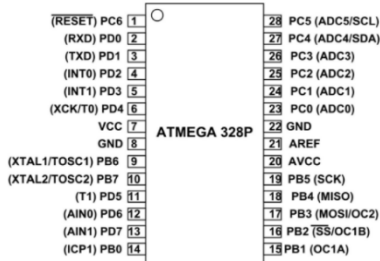 (RESET) PC6 1 28 PC5 (ADC5/SCL)
(RXD) PD0 2 27 PC4 (ADC4/SDA)
(TXD) PD1 3 26 PC3 (ADC3)
(INT0) PD2 4 25 PC2 (ADC2)
(INT1) PD3 5 24 PC1 (ADC1)
(XCK/T0) PD4 6 23 PC0 (ADC0)
VCC 7 ATMEGA 328P 22 GND
GND 8 21 AREF
(XTAL1/TOSC1) PB6 9 20 AVCC
(XTAL2/TOSC2) PB7 10 19 PB5 (SCK)
(T1) PD5 11 18 PB4 (MISO)
(AIN0) PD6 12 17 PB3 (MOSI/OC2)
(AIN1) PD7 13 16 PB2 (SS/OC1B)
(ICP1) PB0 14 15 PB1 (OC1A)